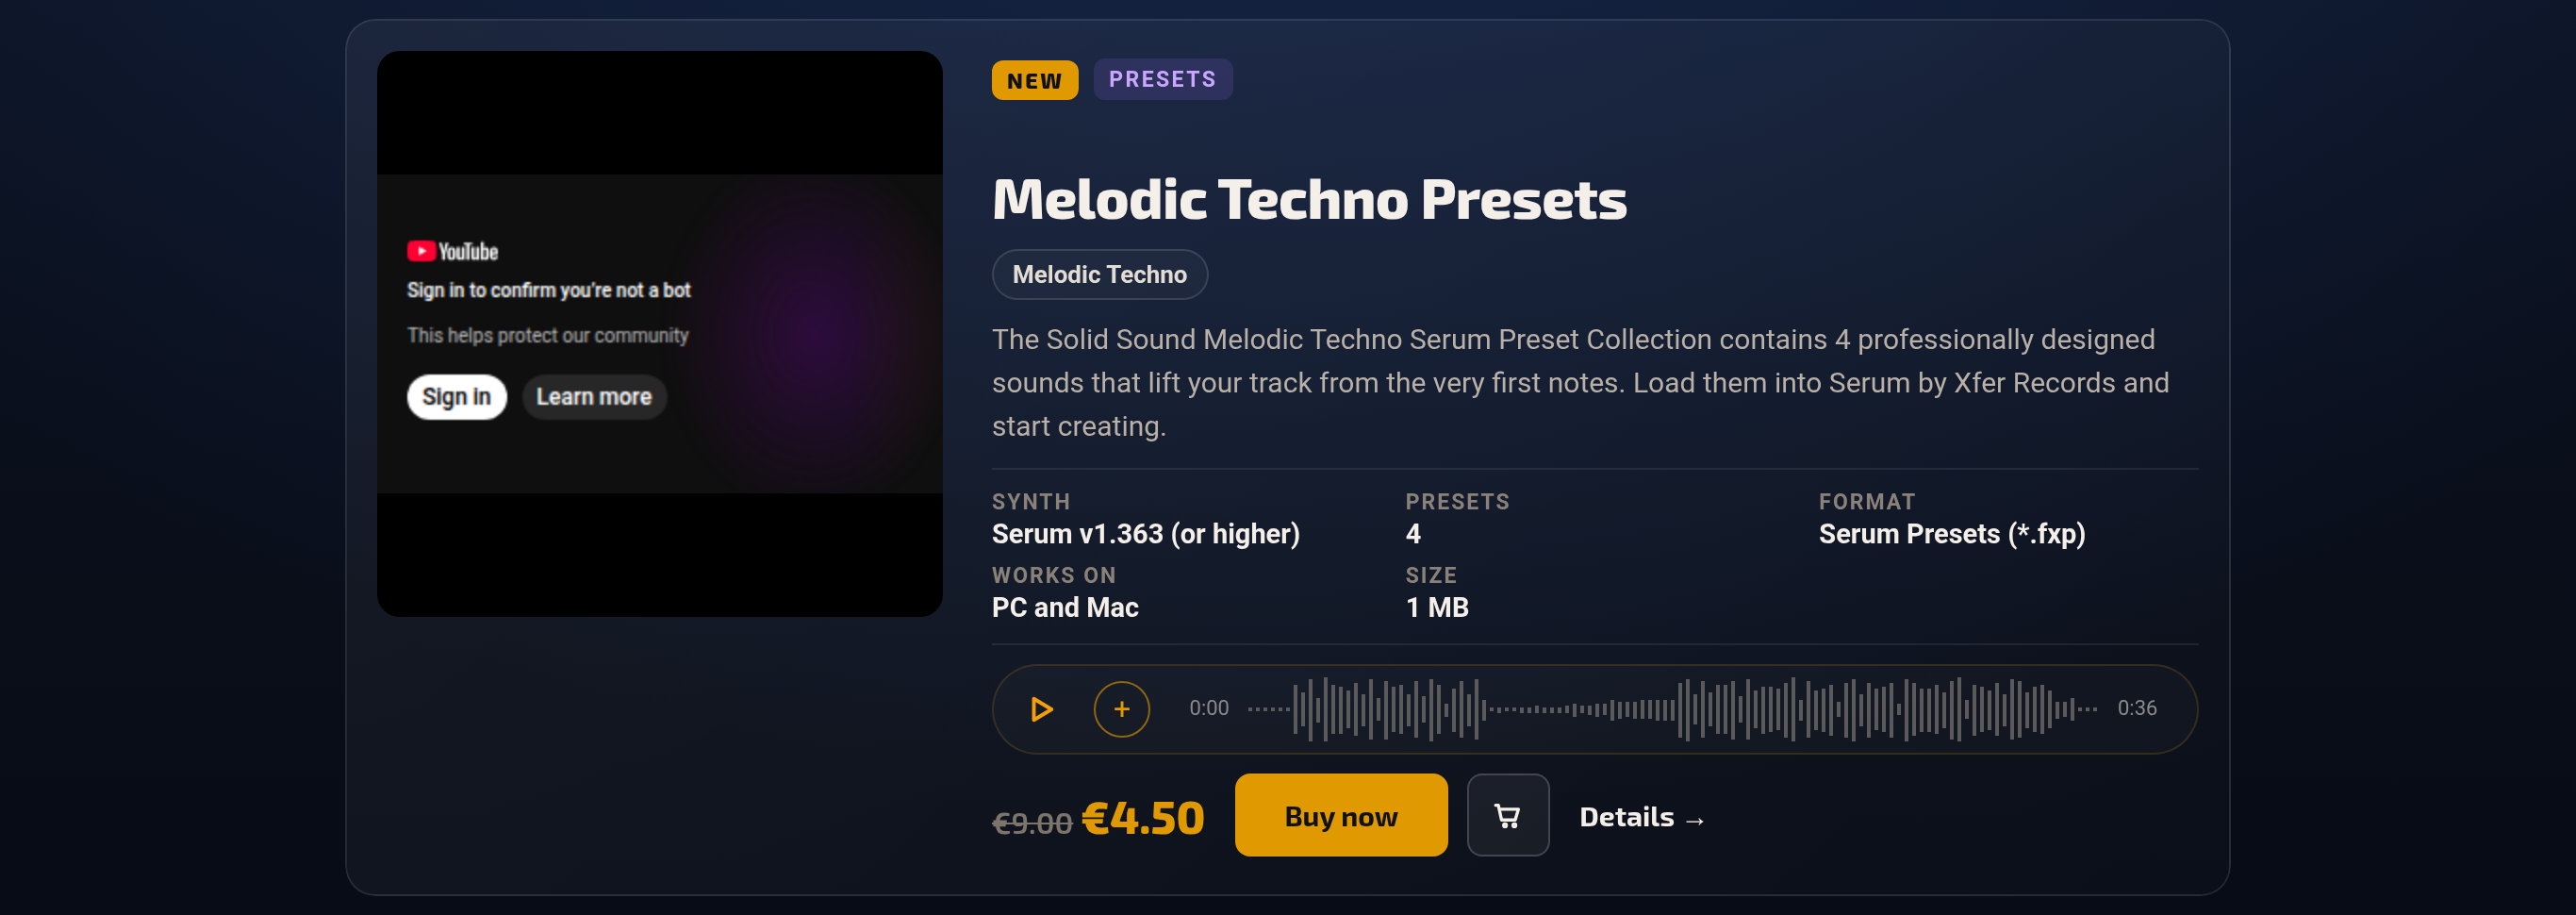 NEW PRESETS
YouTube
Sign in to confirm you're not a bot
This helps protect our community
Sign in Learn more
Melodic Techno Presets
Melodic Techno
The Solid Sound Melodic Techno Serum Preset Collection contains 4 professionally designed
sounds that lift your track from the very first notes. Load them into Serum by Xfer Records and
start creating.
SYNTH PRESETS FORMAT
Serum v1.363 (or higher) 4 Serum Presets (*.fxp)
WORKS ON SIZE
PC and Mac 1 MB
0:00 0:36
€9.00 €4.50 Buy now Details →